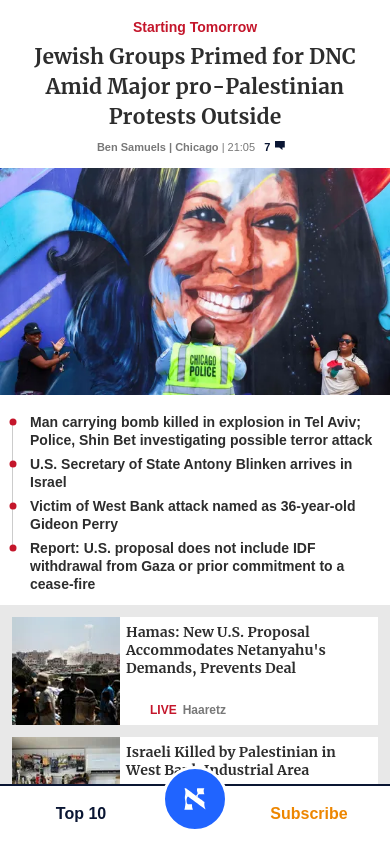 Starting Tomorrow
Jewish Groups Primed for DNC
Amid Major pro-Palestinian
Protests Outside
Ben Samuels | Chicago | 21:05 7
CHICAGO
POLICE
Man carrying bomb killed in explosion in Tel Aviv;
Police, Shin Bet investigating possible terror attack
U.S. Secretary of State Antony Blinken arrives in
Israel
Victim of West Bank attack named as 36-year-old
Gideon Perry
Report: U.S. proposal does not include IDF
withdrawal from Gaza or prior commitment to a
cease-fire
Hamas: New U.S. Proposal
Accommodates Netanyahu's
Demands, Prevents Deal
LIVE Haaretz
Israeli Killed by Palestinian in
West Bank Industrial Area
Top 10
א
Subscribe